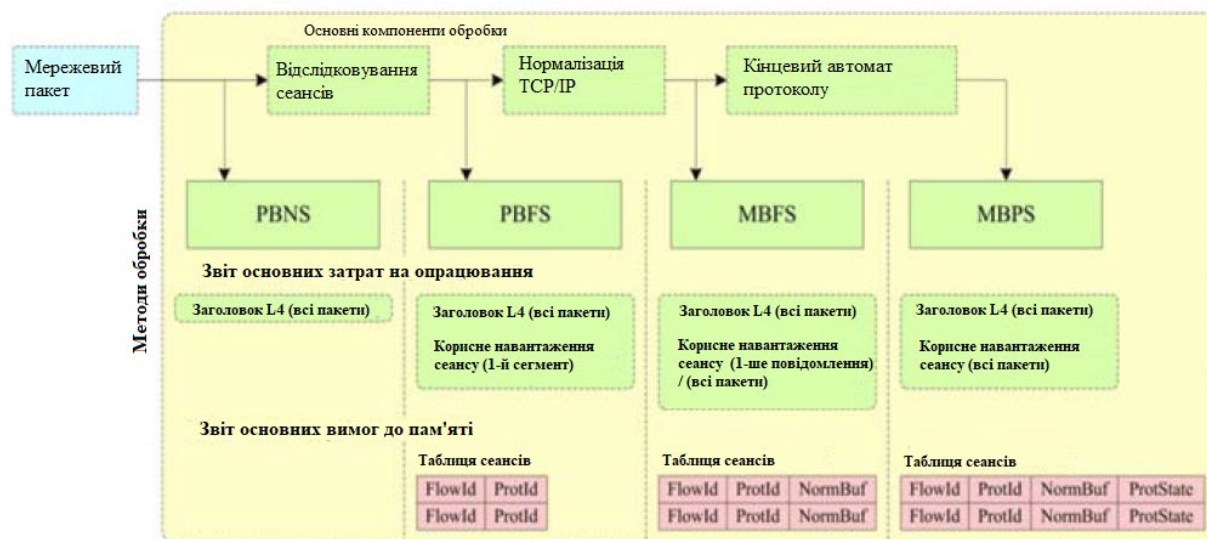 Основні компоненти обробки
Мережевий
пакет
Відслідковування
сеансів
Нормалізація
TCP/IP
Кінцевий автомат
протоколу
Методи обробки
PBNS
PBFS
MBFS
MBPS
Звіт основних затрат на опрацювання
Заголовок L4 (всі пакети)
Заголовок L4 (всі пакети)
Корисне навантаження
сеансу (1-й сегмент)
Заголовок L4 (всі пакети)
Корисне навантаження
сеансу (1-ше повідомлення)
/ (всі пакети)
Заголовок L4 (всі пакети)
Корисне навантаження
сеансу (всі пакети)
Звіт основних вимог до пам'яті
Таблиця сеансів
FlowId ProtId
FlowId ProtId
Таблиця сеансів
FlowId ProtId NormBuf
FlowId ProtId NormBuf
Таблиця сеансів
FlowId ProtId NormBuf ProtState
FlowId ProtId NormBuf ProtState